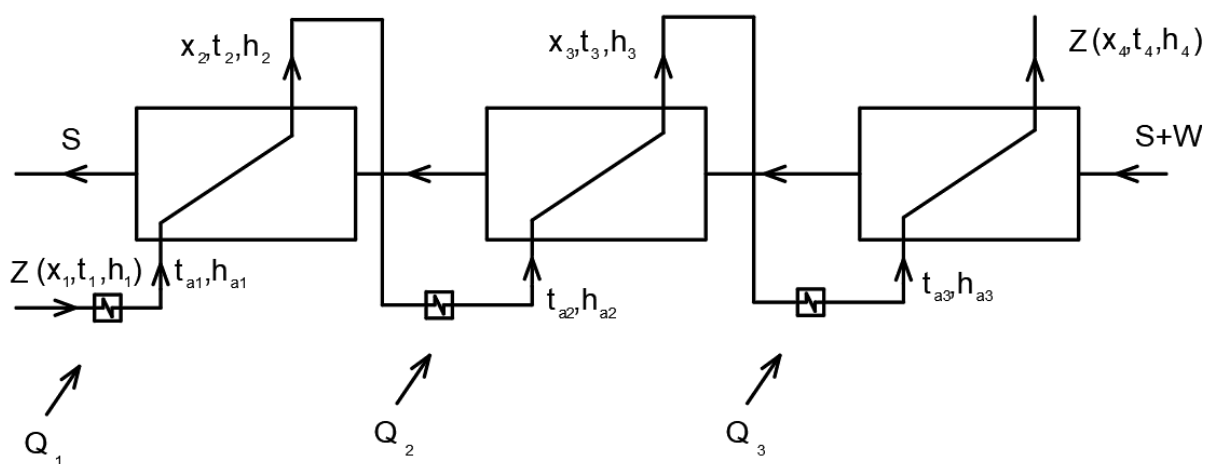 x₂,t₂,h₂
x₃,t₃,h₃
Z(x₄,t₄,h₄)
S
S+W
Z(x₁,t₁,h₁)
tₐ₁,hₐ₁
tₐ₂,hₐ₂
tₐ₃,hₐ₃
Q₁
Q₂
Q₃